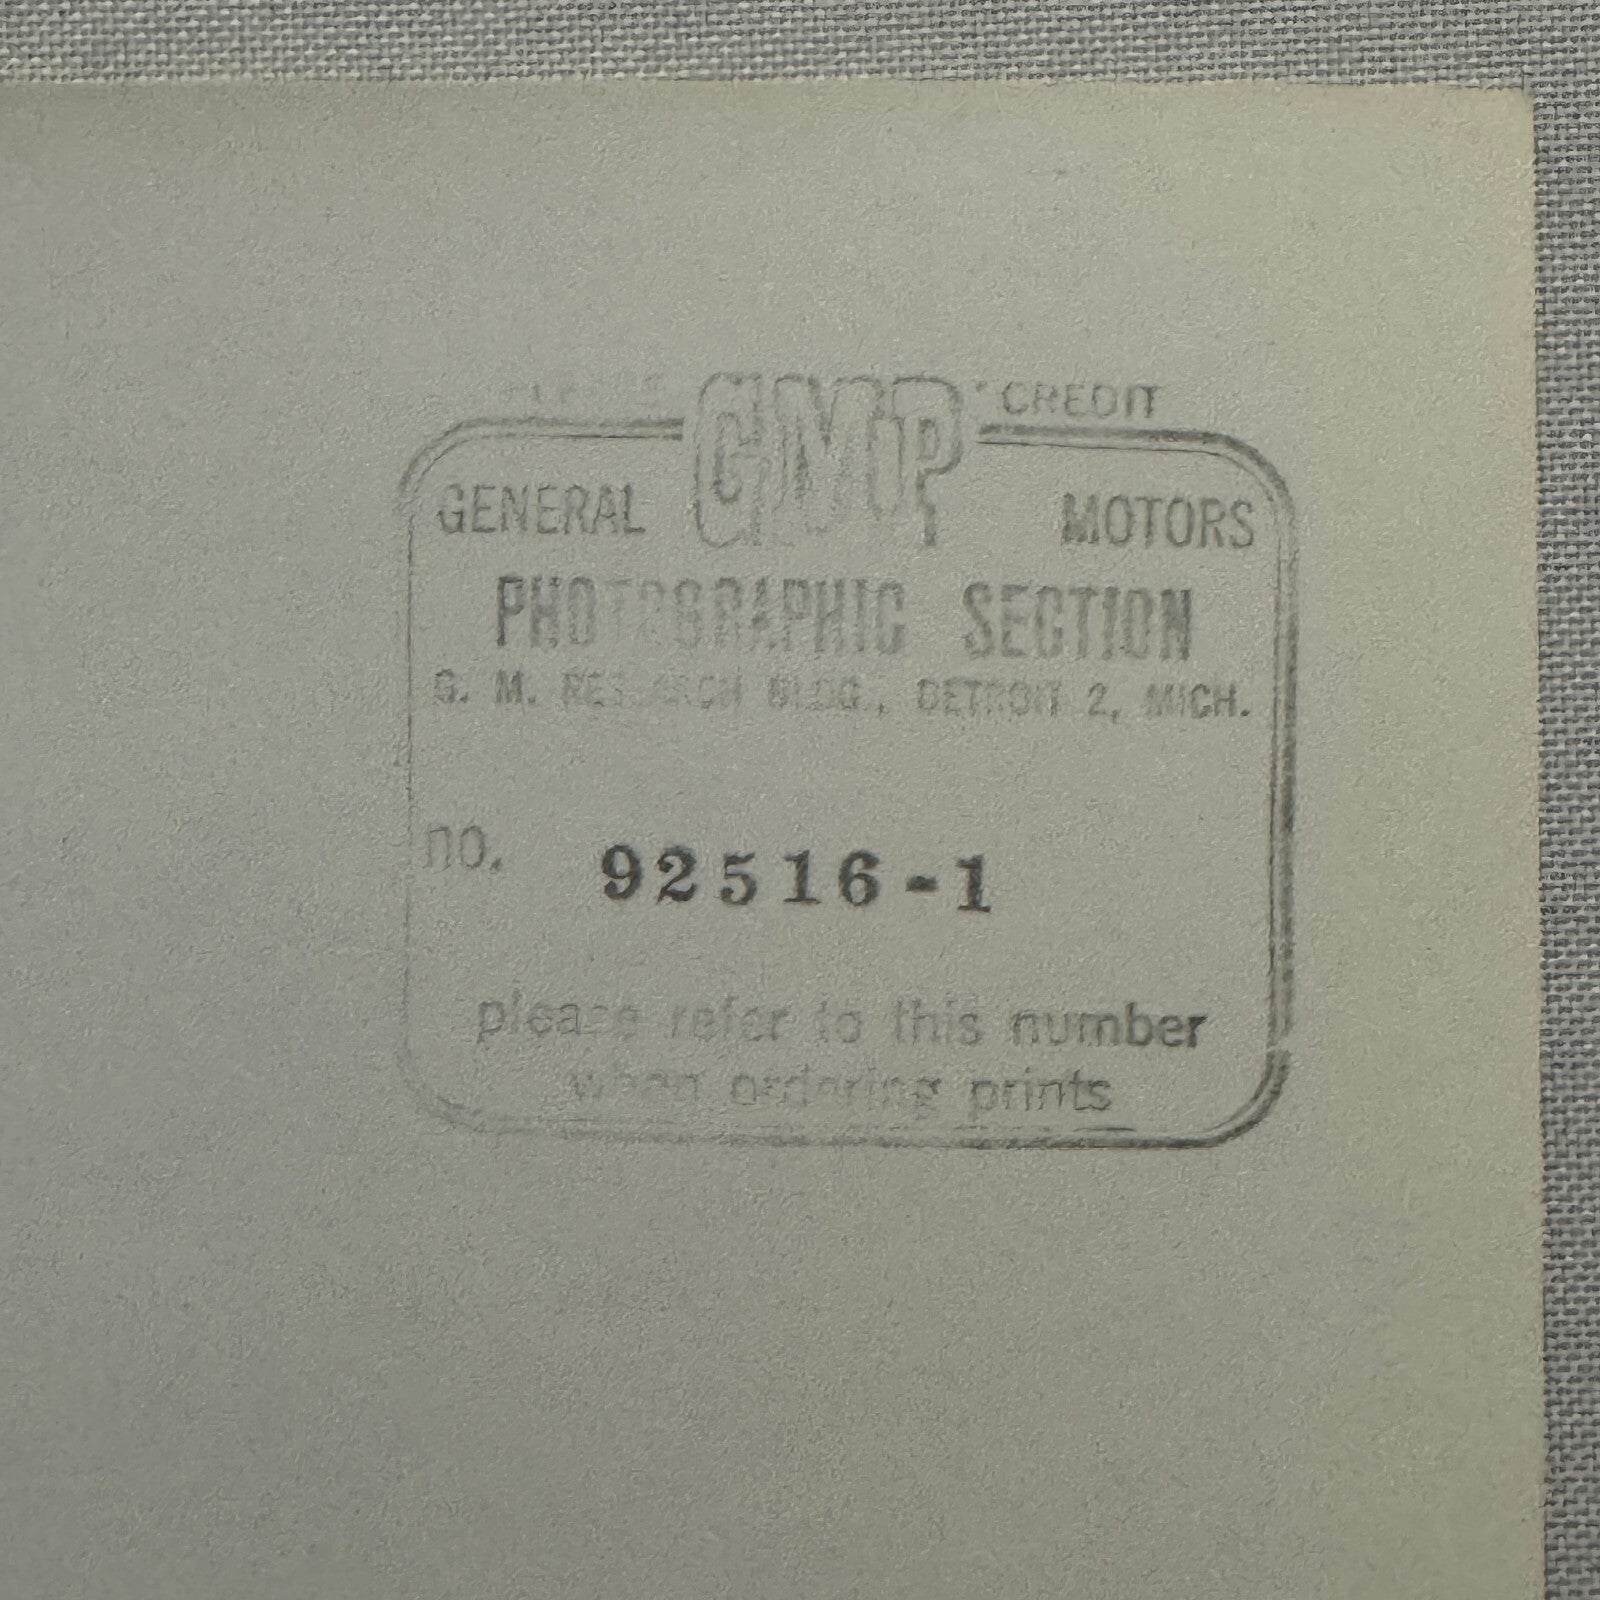 PLEASE CREDIT
GMP
GENERAL MOTORS
PHOTOGRAPHIC SECTION
G. M. RESEARCH BLDG., DETROIT 2, MICH.
no. 92516-1
please refer to this number
when ordering prints